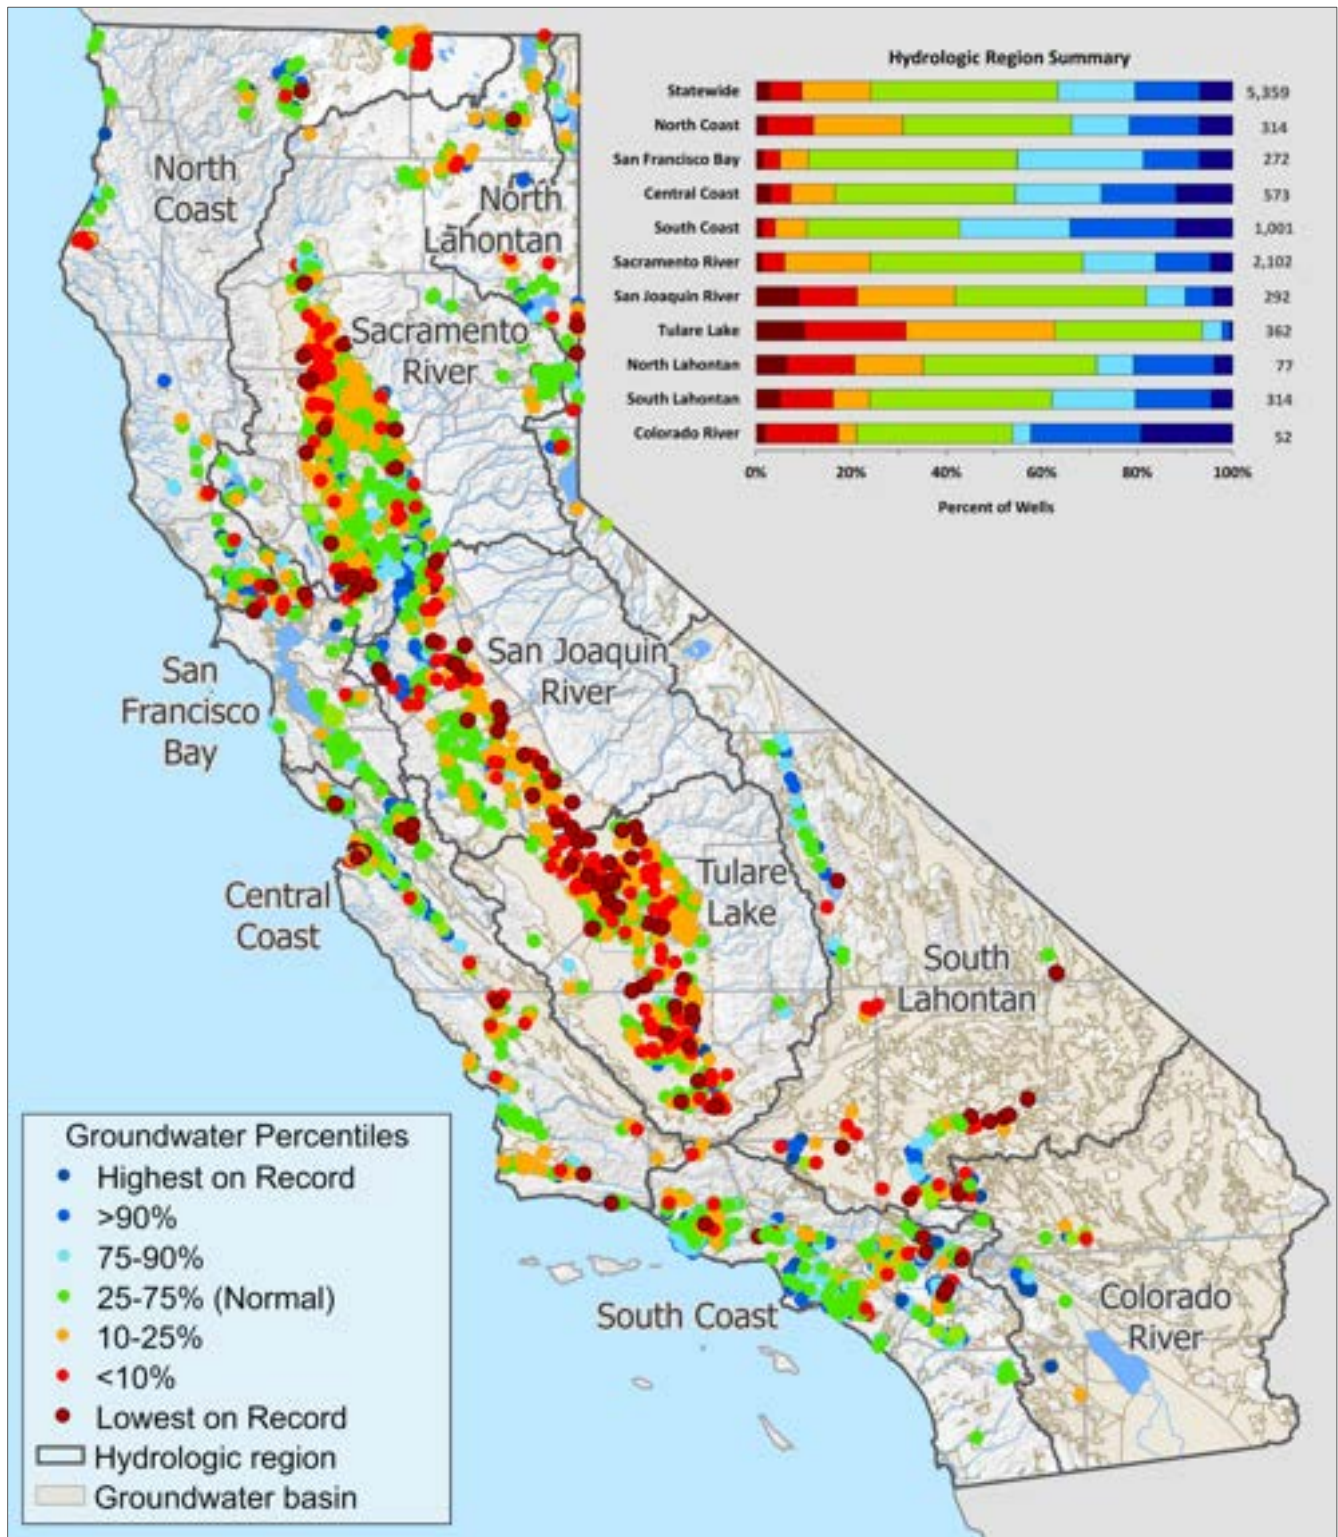 Hydrologic Region Summary
Statewide 5,359
North Coast 314
San Francisco Bay 272
Central Coast 573
South Coast 1,001
Sacramento River 2,102
San Joaquin River 292
Tulare Lake 362
North Lahontan 77
South Lahontan 314
Colorado River 52
0% 20% 40% 60% 80% 100%
Percent of Wells
North
Coast
North
Lahontan
Sacramento
River
San Joaquin
River
San
Francisco
Bay
Tulare
Lake
Central
Coast
South
Lahontan
South Coast
Colorado
River
Groundwater Percentiles
Highest on Record
>90%
75-90%
25-75% (Normal)
10-25%
<10%
Lowest on Record
Hydrologic region
Groundwater basin